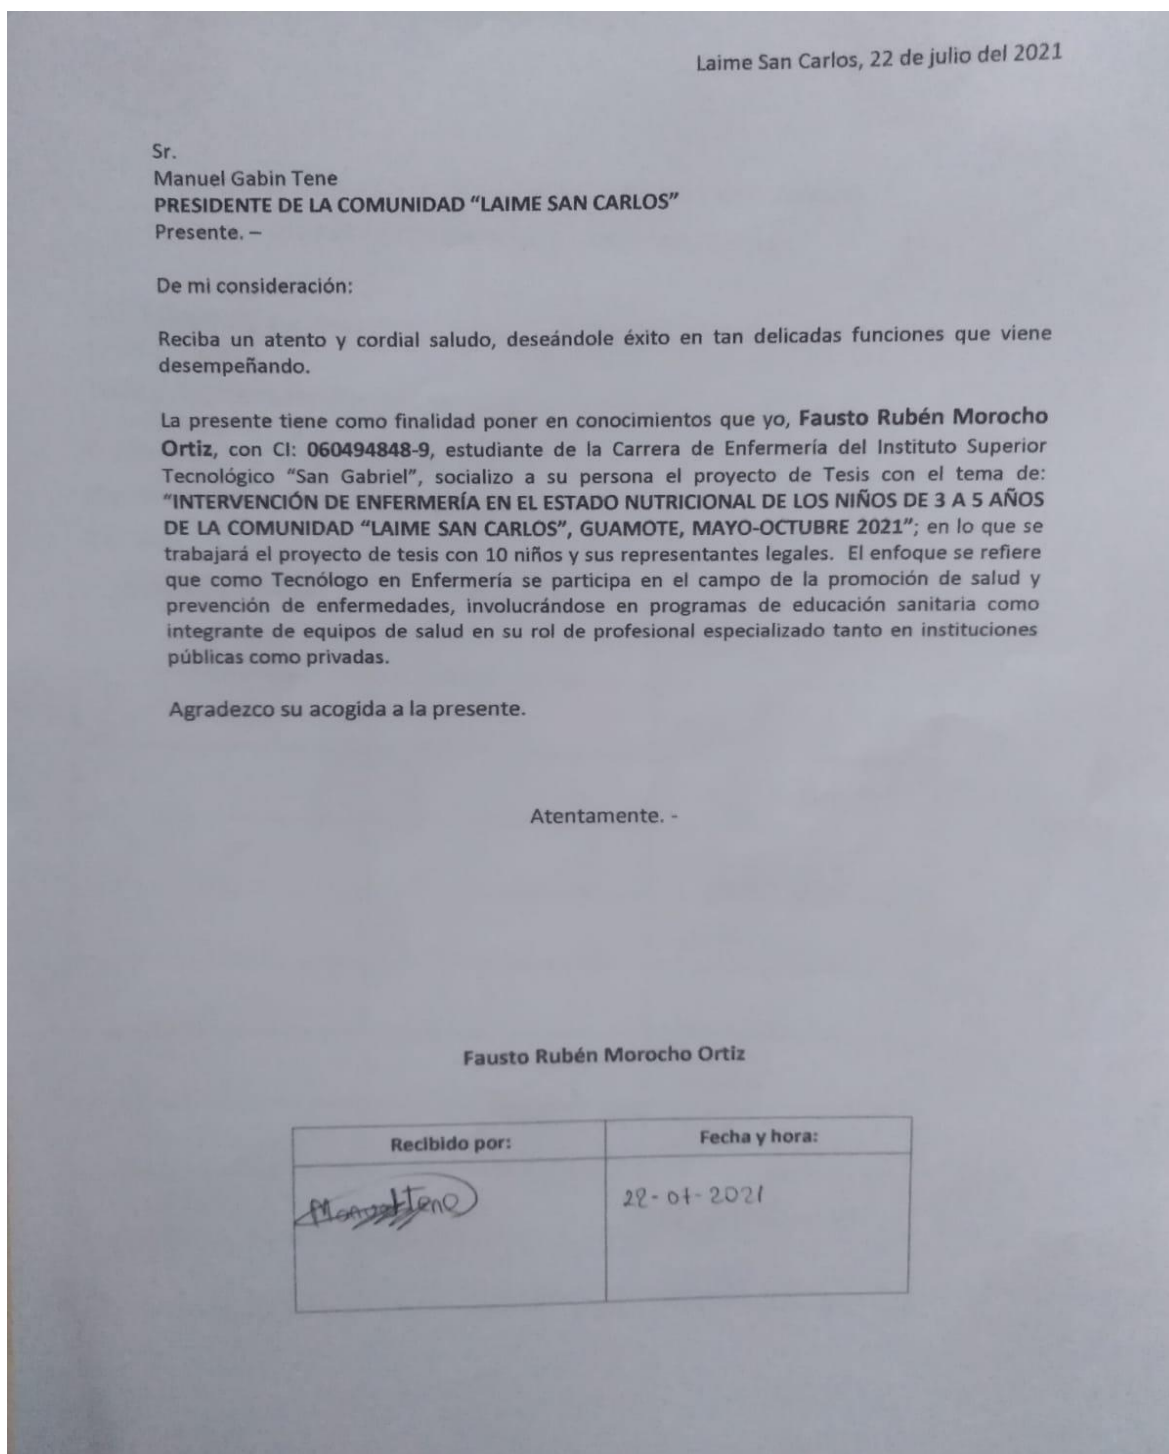 Laime San Carlos, 22 de julio del 2021
Sr.
Manuel Gabin Tene
PRESIDENTE DE LA COMUNIDAD “LAIME SAN CARLOS”
Presente. –
De mi consideración:
Reciba un atento y cordial saludo, deseándole éxito en tan delicadas funciones que viene
desempeñando.
La presente tiene como finalidad poner en conocimientos que yo, Fausto Rubén Morocho
Ortiz, con CI: 060494848-9, estudiante de la Carrera de Enfermería del Instituto Superior
Tecnológico “San Gabriel”, socializo a su persona el proyecto de Tesis con el tema de:
“INTERVENCIÓN DE ENFERMERÍA EN EL ESTADO NUTRICIONAL DE LOS NIÑOS DE 3 A 5 AÑOS
DE LA COMUNIDAD “LAIME SAN CARLOS”, GUAMOTE, MAYO-OCTUBRE 2021”; en lo que se
trabajará el proyecto de tesis con 10 niños y sus representantes legales. El enfoque se refiere
que como Tecnólogo en Enfermería se participa en el campo de la promoción de salud y
prevención de enfermedades, involucrándose en programas de educación sanitaria como
integrante de equipos de salud en su rol de profesional especializado tanto en instituciones
públicas como privadas.
Agradezco su acogida a la presente.
Atentamente. -
Fausto Rubén Morocho Ortiz
Recibido por:
Fecha y hora:
Manuel Tene
22-07-2021